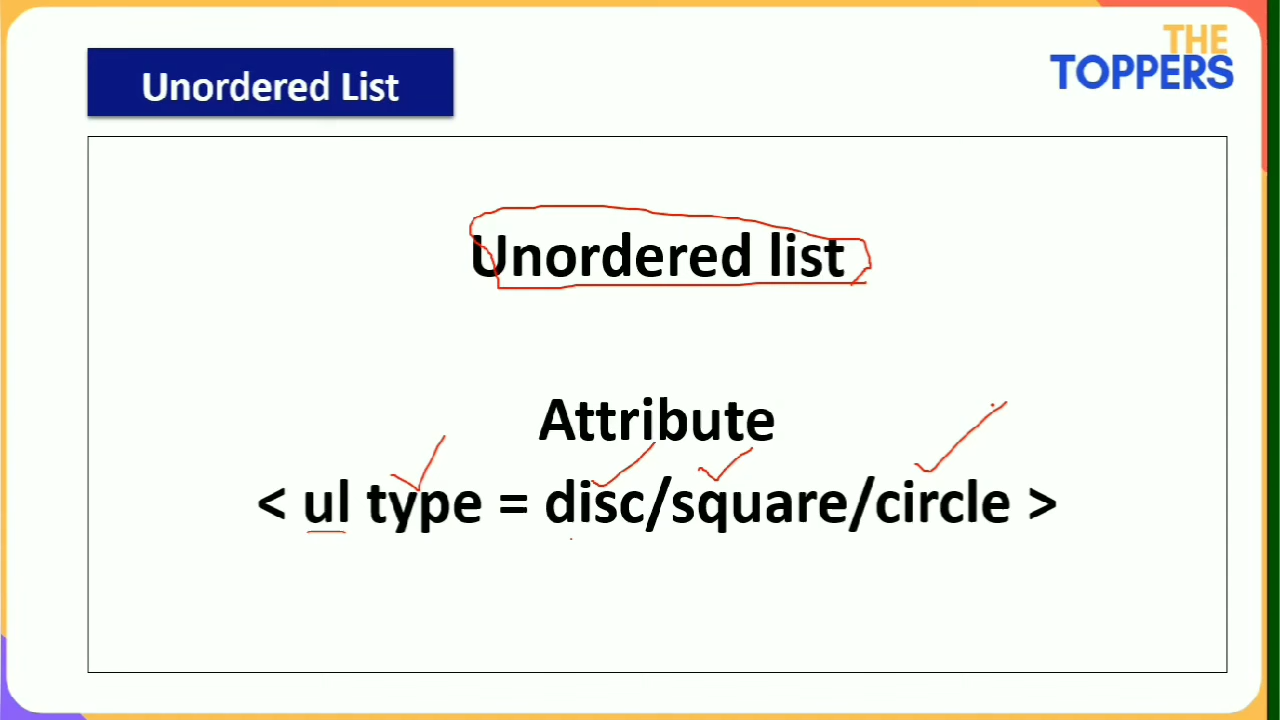 Unordered List
THE
TOPPERS
Unordered list
Attribute
< ul type = disc/square/circle >